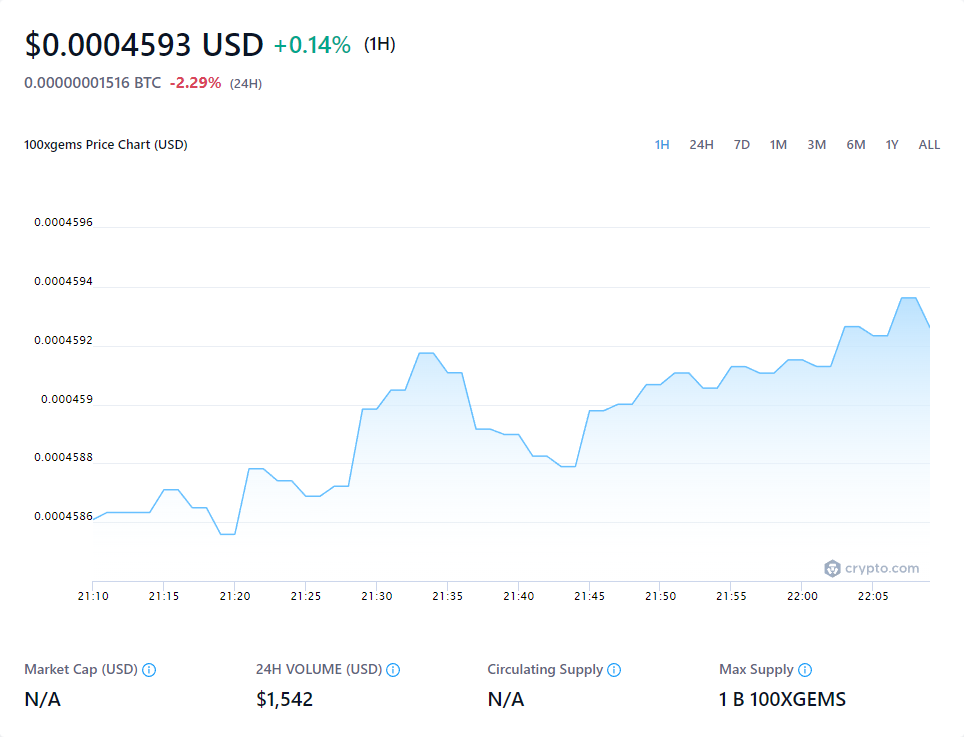 $0.0004593 USD +0.14% (1H)
0.00000001516 BTC -2.29% (24H)
100xgems Price Chart (USD) 1H 24H 7D 1M 3M 6M 1Y ALL
0.0004596
0.0004594
0.0004592
0.000459
0.0004588
0.0004586
crypto.com
21:10 21:15 21:20 21:25 21:30 21:35 21:40 21:45 21:50 21:55 22:00 22:05
Market Cap (USD) 24H VOLUME (USD) Circulating Supply Max Supply
N/A $1,542 N/A 1 B 100XGEMS